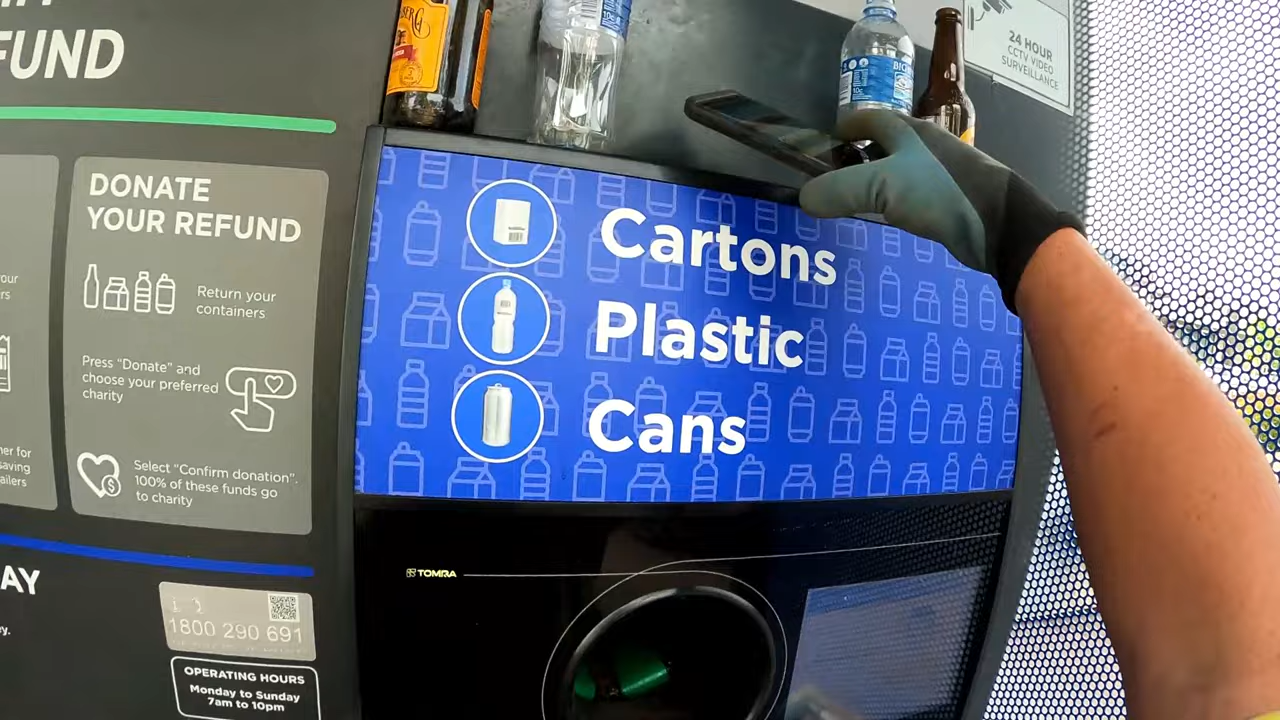 FUND
DONATE
YOUR REFUND
Return your
containers
Press "Donate" and
choose your preferred
charity
Select "Confirm donation".
100% of these funds go
to charity
AY
1800 290 691
OPERATING HOURS
Monday to Sunday
7am to 10pm
Cartons
Plastic
Cans
TOMRA
24 HOUR
CCTV VIDEO
SURVEILLANCE
10c